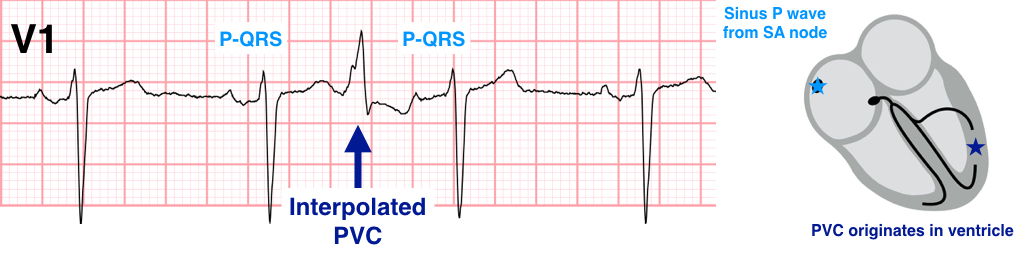 V1
P-QRS
P-QRS
Interpolated
PVC
Sinus P wave
from SA node
PVC originates in ventricle